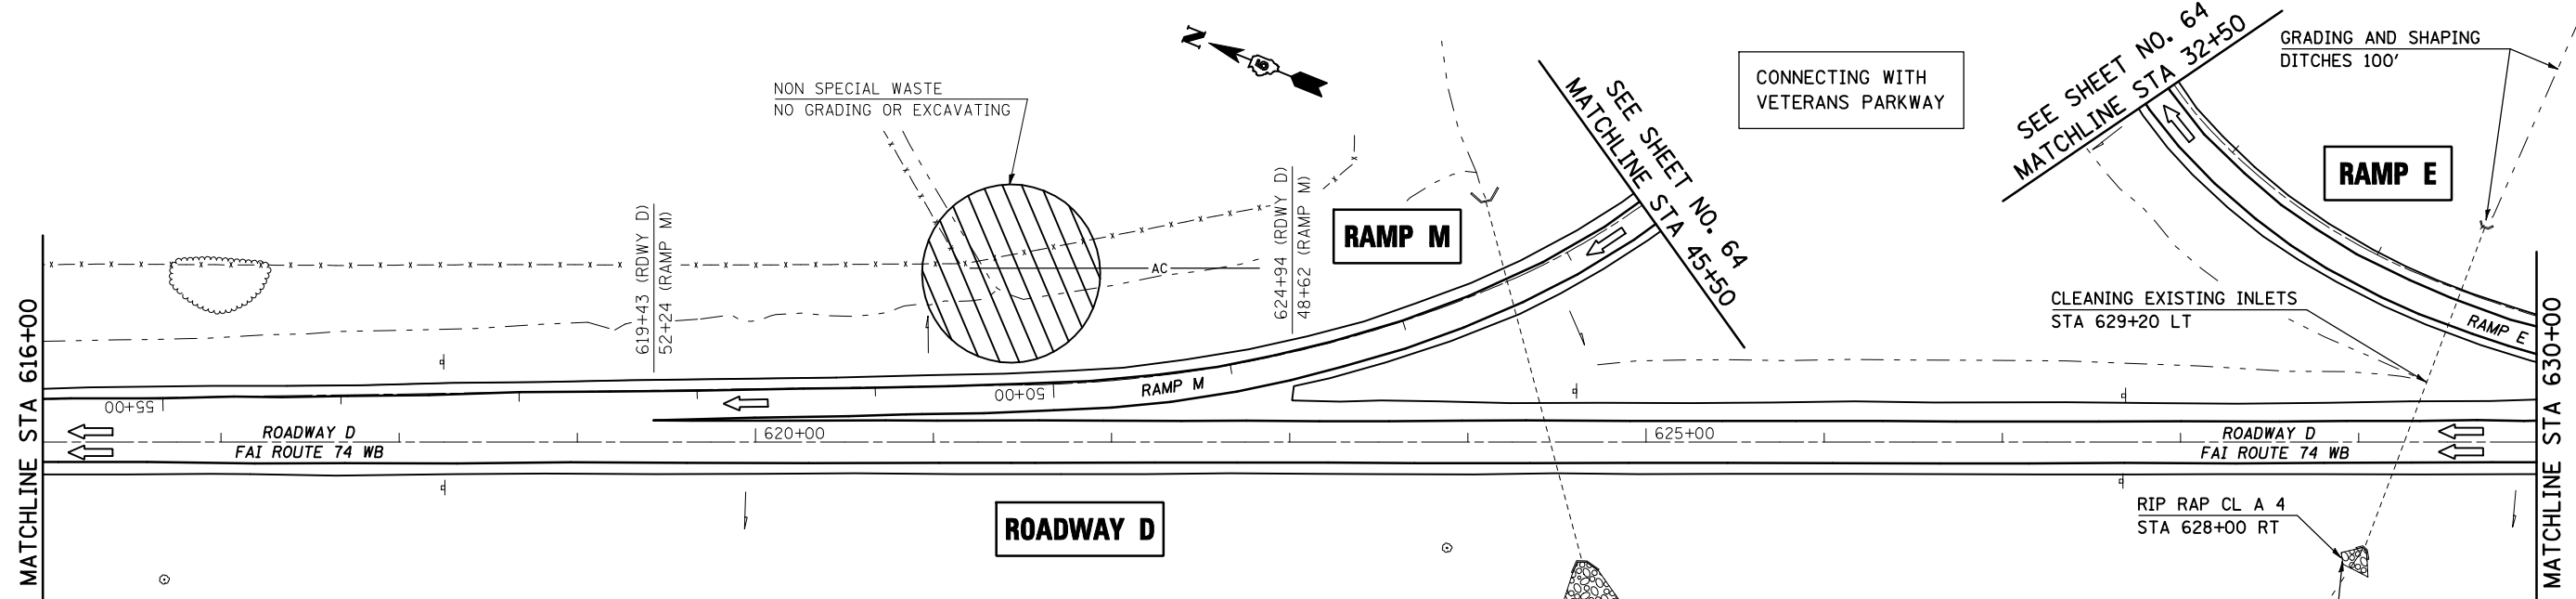 MATCHLINE STA 616+00
NON SPECIAL WASTE
NO GRADING OR EXCAVATING
619+43 (RDWY D)
52+24 (RAMP M)
AC
N
624+94 (RDWY D)
48+62 (RAMP M)
RAMP M
SEE SHEET NO. 64
MATCHLINE STA 45+50
CONNECTING WITH
VETERANS PARKWAY
SEE SHEET NO. 64
MATCHLINE STA 32+50
GRADING AND SHAPING
DITCHES 100'
RAMP E
CLEANING EXISTING INLETS
STA 629+20 LT
RAMP E
MATCHLINE STA 630+00
55+00
50+00
RAMP M
ROADWAY D
FAI ROUTE 74 WB
620+00
625+00
ROADWAY D
FAI ROUTE 74 WB
ROADWAY D
RIP RAP CL A 4
STA 628+00 RT